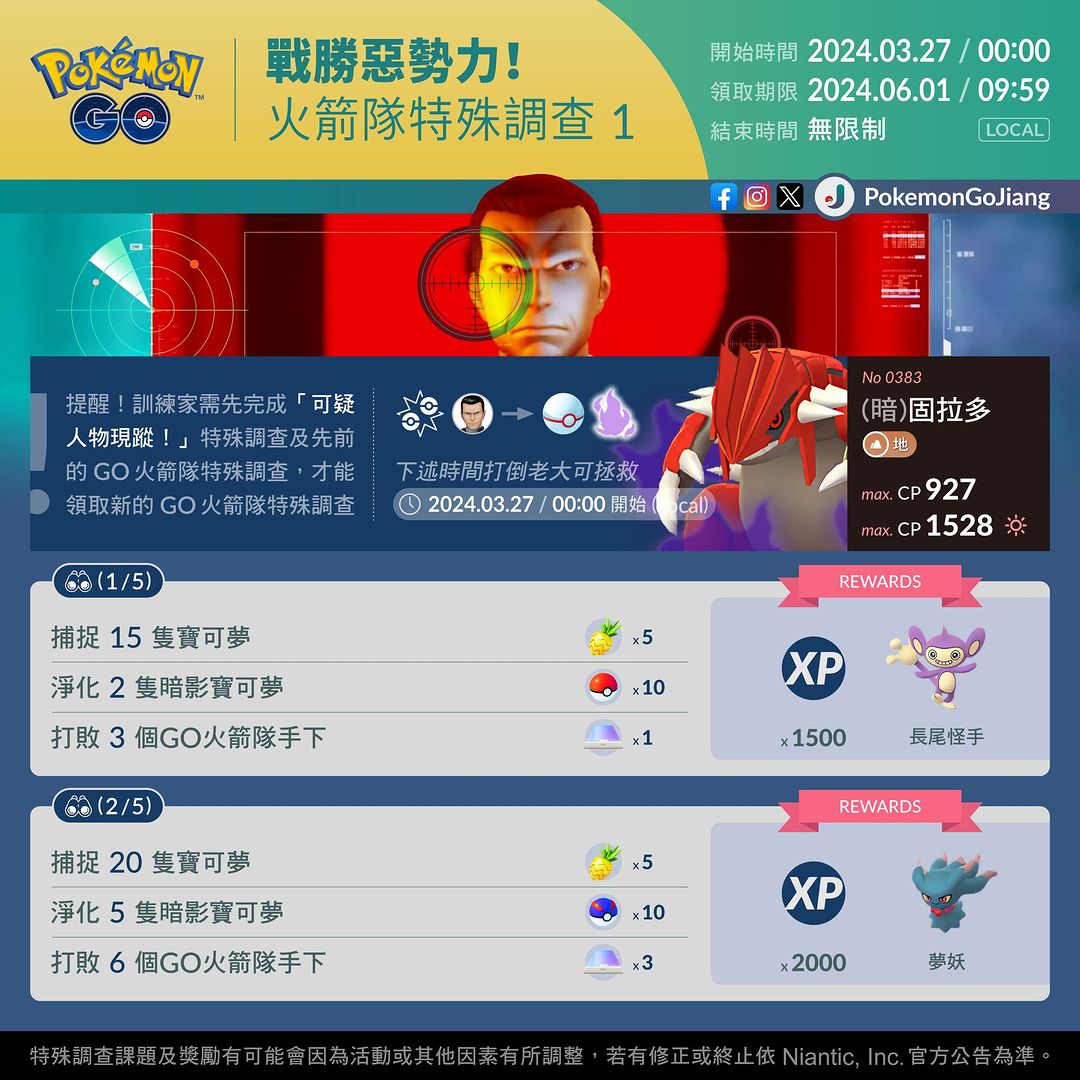 POKÉMON GO
TM
戰勝惡勢力!
火箭隊特殊調查 1
開始時間 2024.03.27 / 00:00
領取期限 2024.06.01 / 09:59
結束時間 無限制 LOCAL
PokemonGoJiang
提醒！訓練家需先完成「可疑
人物現蹤！」特殊調查及先前
的 GO 火箭隊特殊調查，才能
領取新的 GO 火箭隊特殊調查
下述時間打倒老大可拯救
2024.03.27 / 00:00 開始 (Local)
No 0383
(暗)固拉多
地
max. CP 927
max. CP 1528
(1/5)
REWARDS
捕捉 15 隻寶可夢 x5
淨化 2 隻暗影寶可夢 x10
打敗 3 個GO火箭隊手下 x1
XP
x1500 長尾怪手
(2/5)
REWARDS
捕捉 20 隻寶可夢 x5
淨化 5 隻暗影寶可夢 x10
打敗 6 個GO火箭隊手下 x3
XP
x2000 夢妖
特殊調查課題及獎勵有可能會因為活動或其他因素有所調整，若有修正或終止依 Niantic, Inc. 官方公告為準。